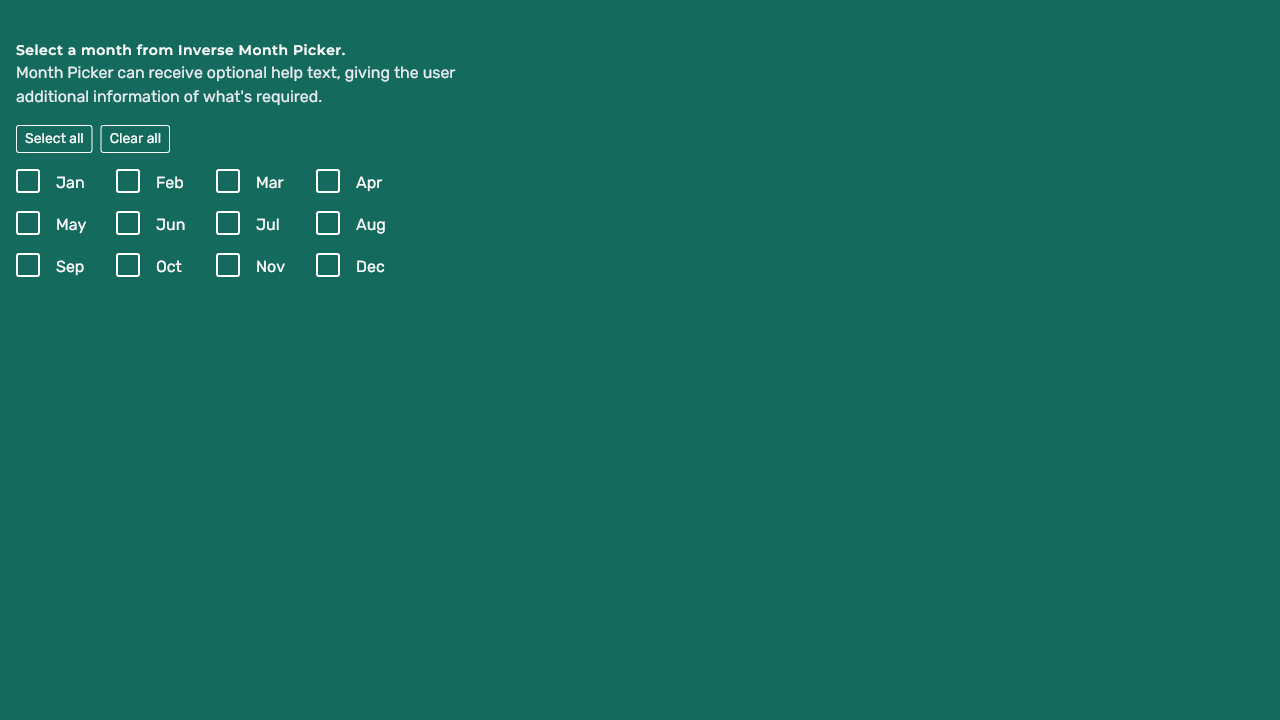 Select a month from Inverse Month Picker.
Month Picker can receive optional help text, giving the user
additional information of what's required.
Select all Clear all
Jan Feb Mar Apr
May Jun Jul Aug
Sep Oct Nov Dec